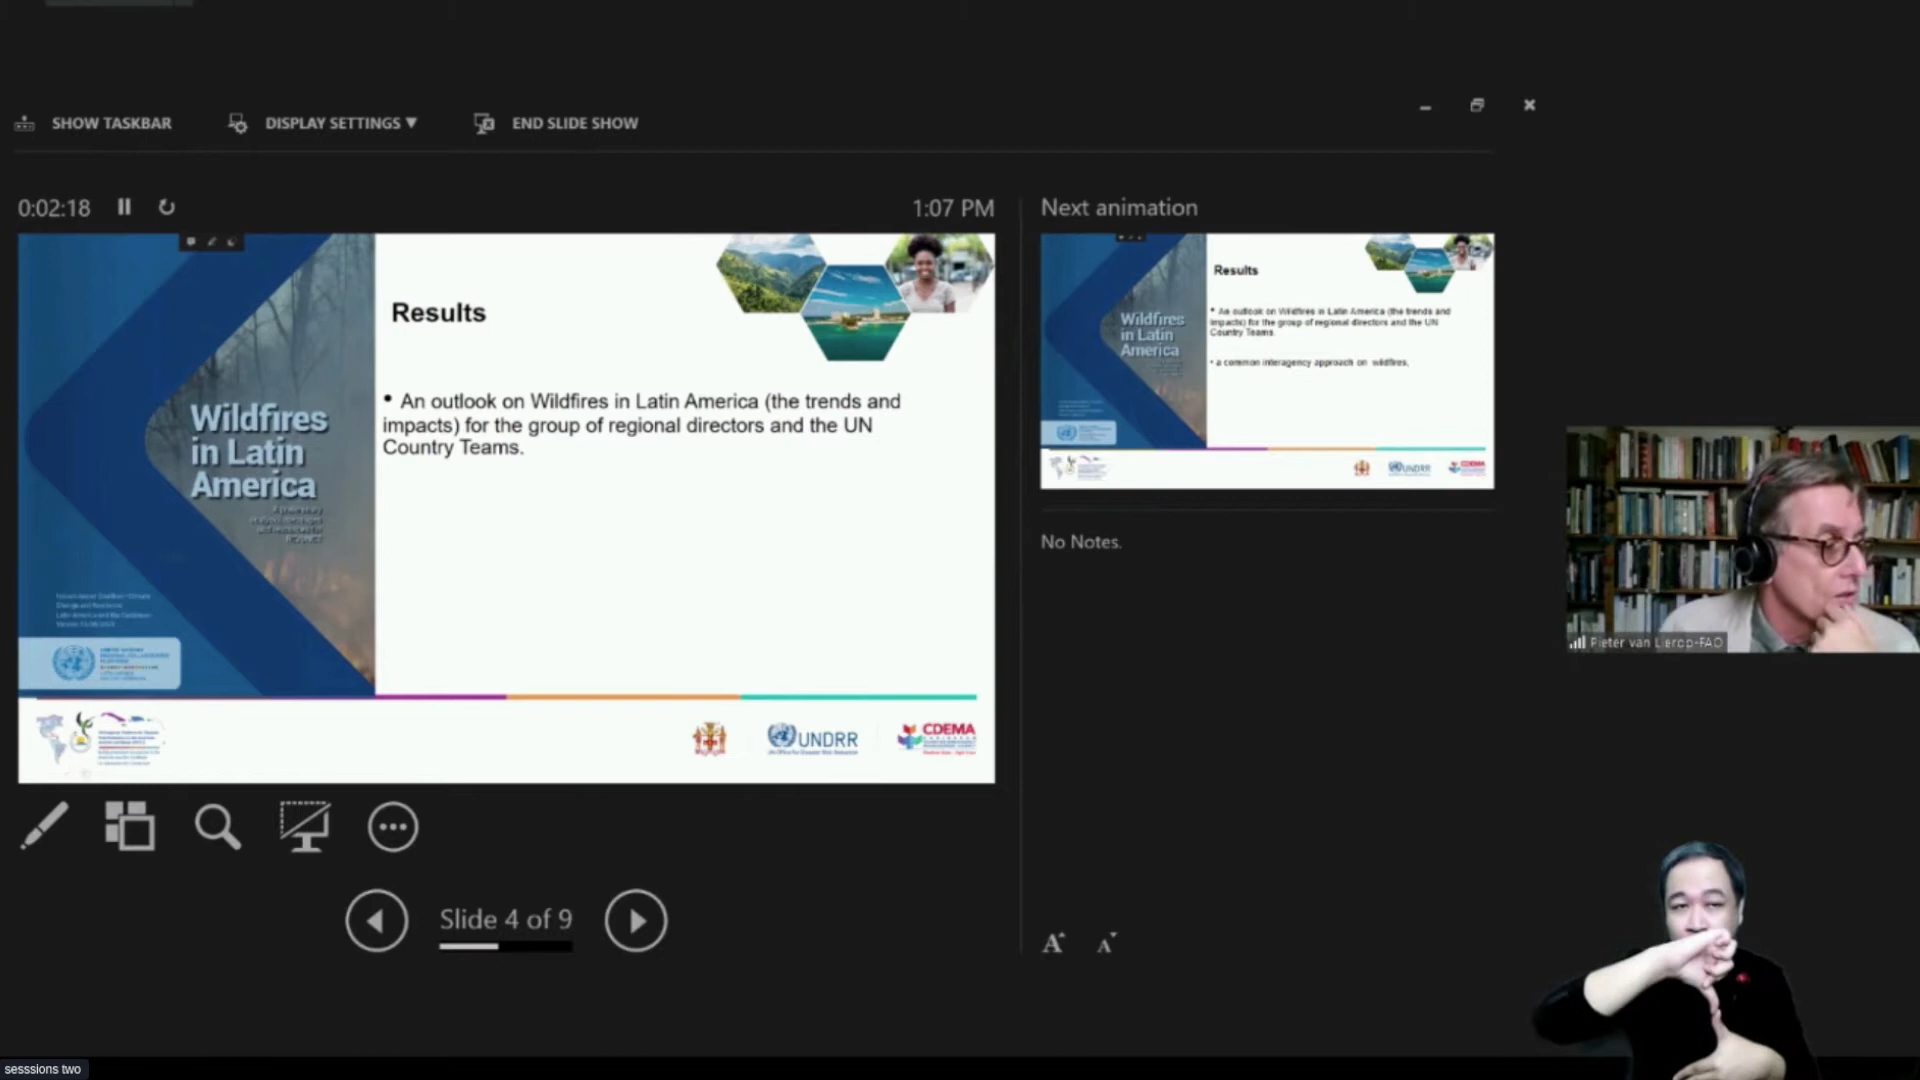 SHOW TASKBAR
DISPLAY SETTINGS ▼
END SLIDE SHOW
0:02:18
1:07 PM
Results
• An outlook on Wildfires in Latin America (the trends and
impacts) for the group of regional directors and the UN
Country Teams.
Wildfires
in Latin
America
UNDRR
CDEMA
Slide 4 of 9
Next animation
Results
• An outlook on Wildfires in Latin America (the trends and
impacts) for the group of regional directors and the UN
Country Teams.
• a common interagency approach on wildfires,
Wildfires
in Latin
America
UNDRR
CDEMA
No Notes.
A A
Pieter van Lierop-FAO
sesssions two